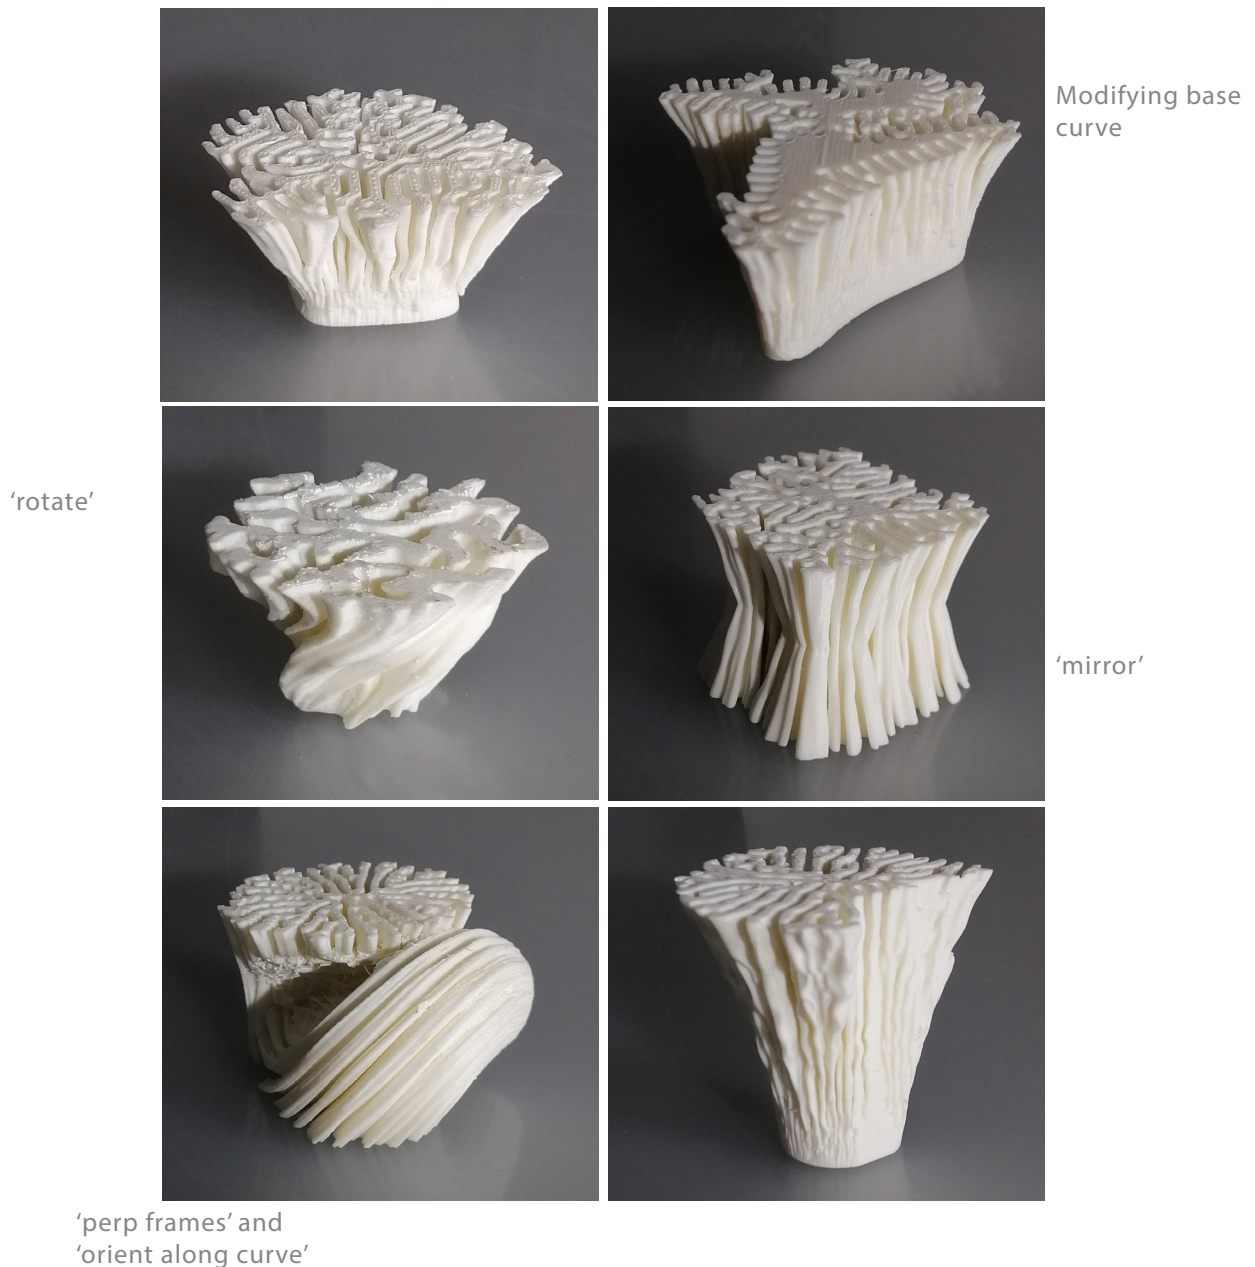 Modifying base
curve
‘rotate’
‘mirror’
‘perp frames’ and
‘orient along curve’